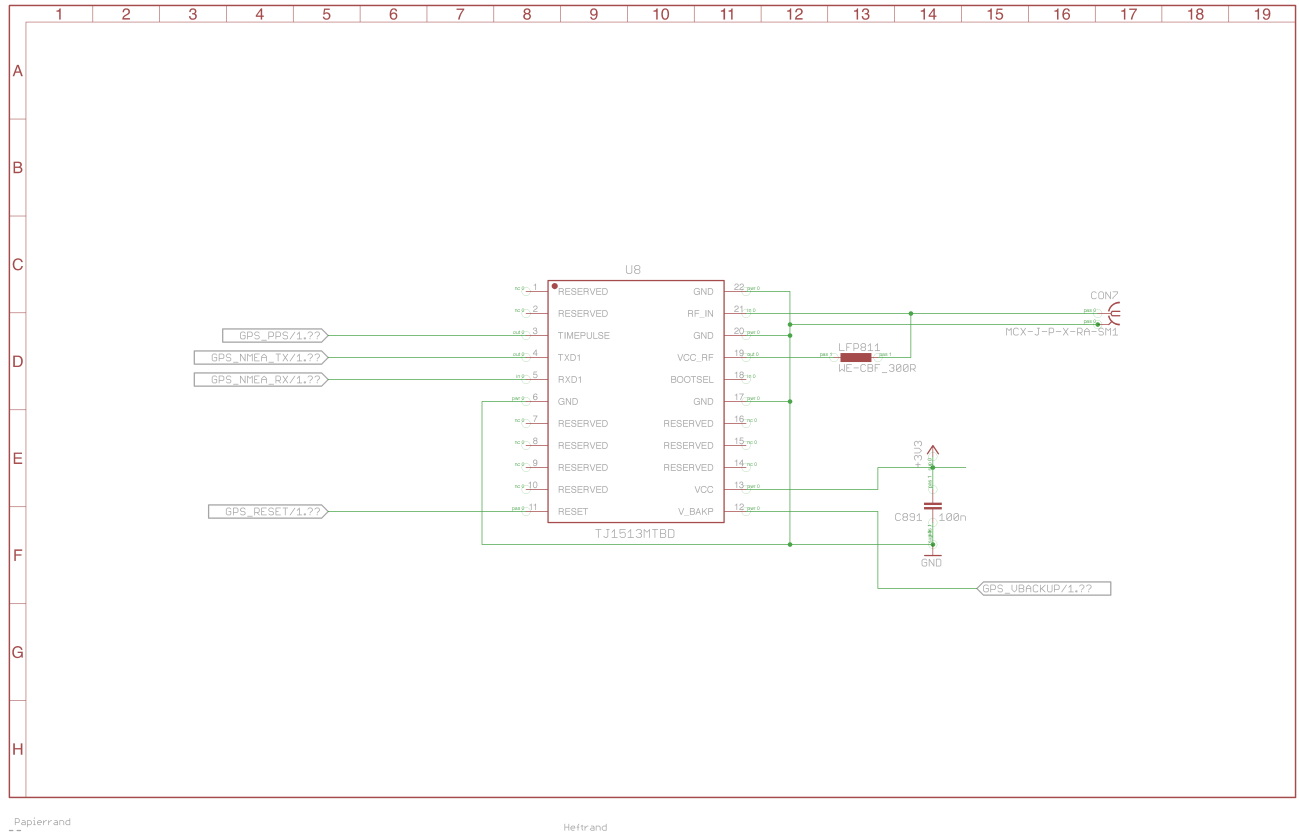 1 2 3 4 5 6 7 8 9 10 11 12 13 14 15 16 17 18 19
A
B
C
D
E
F
G
H
U8
1 RESERVED
2 RESERVED
3 TIMEPULSE
4 TXD1
5 RXD1
6 GND
7 RESERVED
8 RESERVED
9 RESERVED
10 RESERVED
11 RESET
GND 22
RF_IN 21
GND 20
VCC_RF 19
BOOTSEL 18
GND 17
RESERVED 16
RESERVED 15
RESERVED 14
VCC 13
V_BAKP 12
TJ1513MTBD
GPS_PPS/1.??
GPS_NMEA_TX/1.??
GPS_NMEA_RX/1.??
GPS_RESET/1.??
CON7
MCX-J-P-X-RA-SM1
LFP811
WE-CBF_300R
+3V3
C891 100n
GND
GPS_VBACKUP/1.??
Papierrand
Heftrand